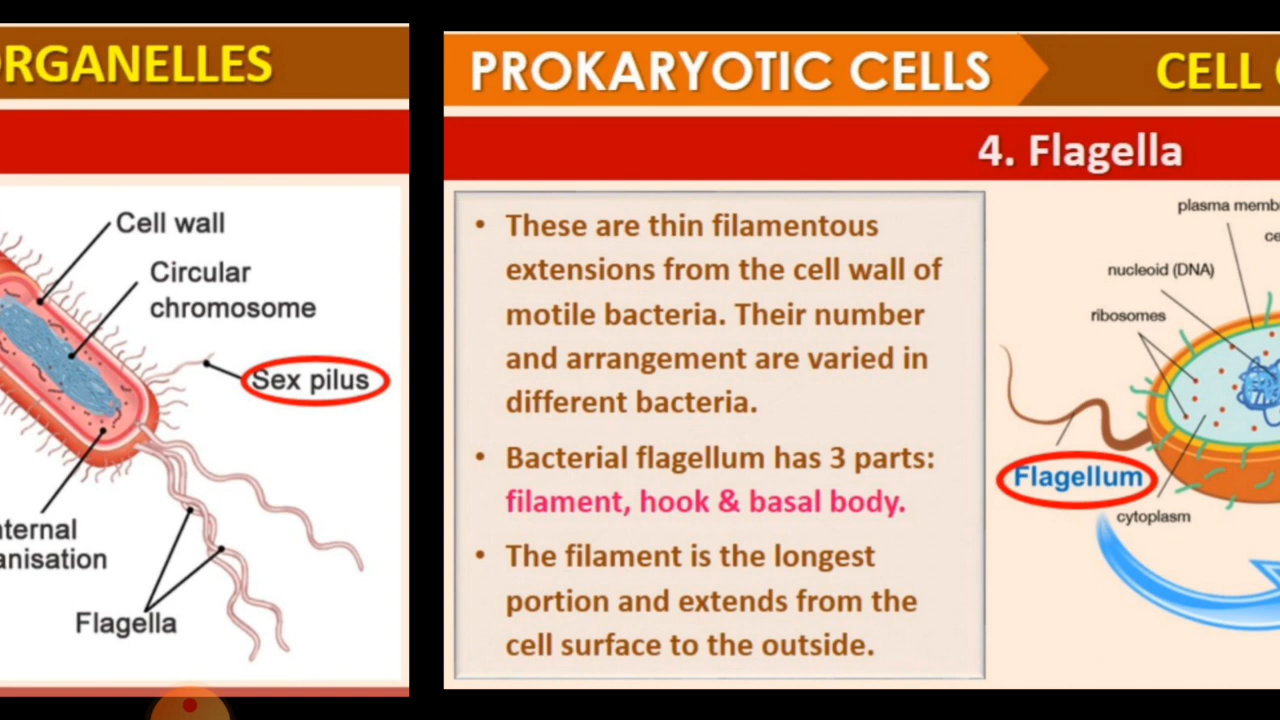 RGANELLES
Cell wall
Circular
chromosome
Sex pilus
nternal
anisation
Flagella
PROKARYOTIC CELLS
CELL
4. Flagella
• These are thin filamentous
extensions from the cell wall of
motile bacteria. Their number
and arrangement are varied in
different bacteria.
• Bacterial flagellum has 3 parts:
filament, hook & basal body.
• The filament is the longest
portion and extends from the
cell surface to the outside.
plasma memb
ce
nucleoid (DNA)
ribosomes
Flagellum
cytoplasm